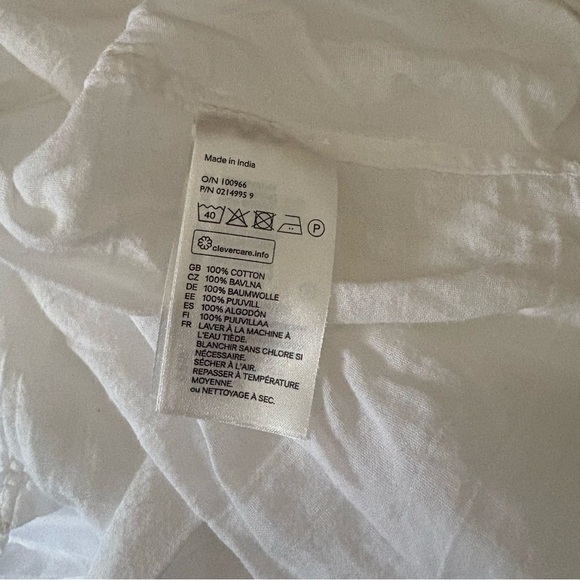 Made in India
O/N 100966
P/N 0214995 9
40 P
clevercare.info
GB 100% COTTON
CZ 100% BAVLNA
DE 100% BAUMWOLLE
EE 100% PUUVILL
ES 100% ALGODÓN
FI 100% PUUVILLAA
FR LAVER À LA MACHINE À
L'EAU TIÈDE.
BLANCHIR SANS CHLORE SI
NÉCESSAIRE.
SÉCHER À L'AIR.
REPASSER À TEMPÉRATURE
MOYENNE.
ou NETTOYAGE À SEC.